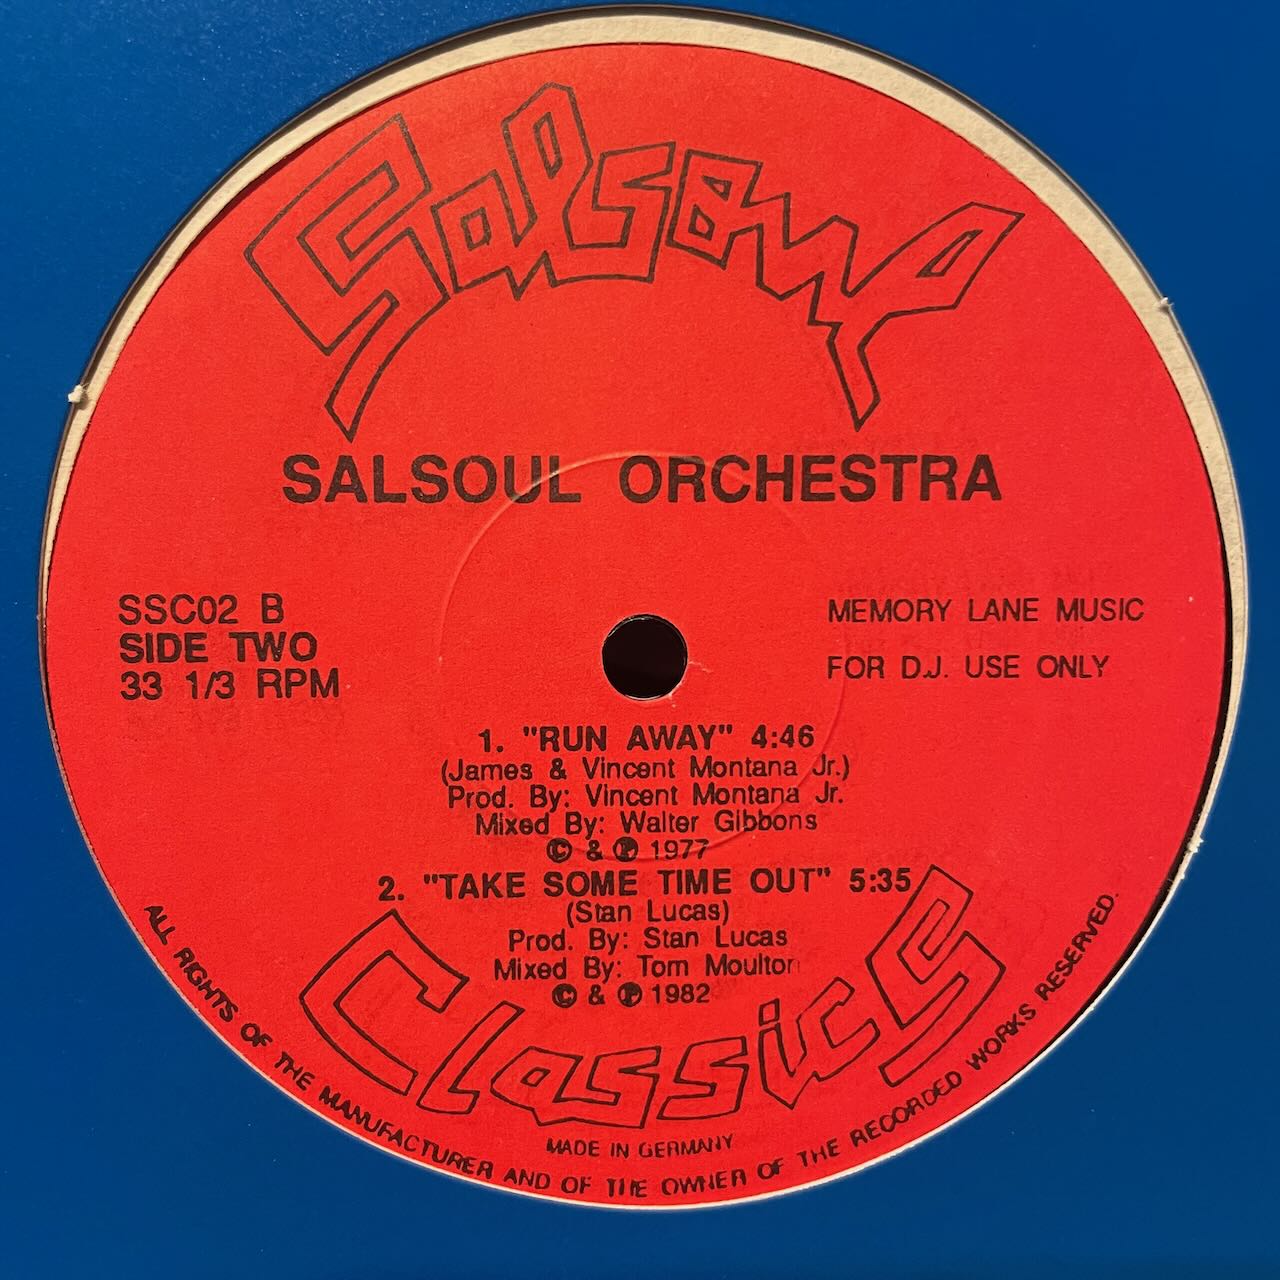 Salsoul
SALSOUL ORCHESTRA
SSC02 B
SIDE TWO
33 1/3 RPM
MEMORY LANE MUSIC
FOR D.J. USE ONLY
1. "RUN AWAY" 4:46
(James & Vincent Montana Jr.)
Prod. By: Vincent Montana Jr.
Mixed By: Walter Gibbons
© & ℗ 1977
2. "TAKE SOME TIME OUT" 5:35
(Stan Lucas)
Prod. By: Stan Lucas
Mixed By: Tom Moulton
© & ℗ 1982
Classics
MADE IN GERMANY
ALL RIGHTS OF THE MANUFACTURER AND OF THE OWNER OF THE RECORDED WORKS RESERVED.